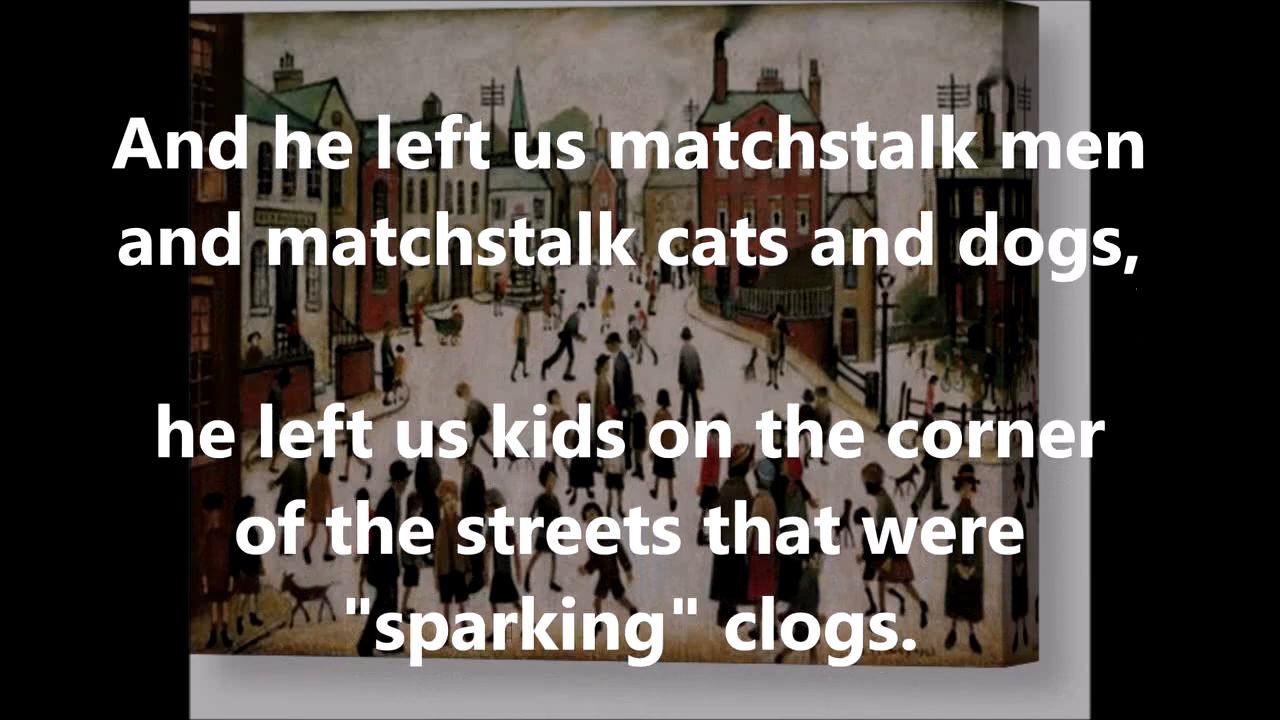 And he left us matchstalk men
and matchstalk cats and dogs,
he left us kids on the corner
of the streets that were
"sparking" clogs.